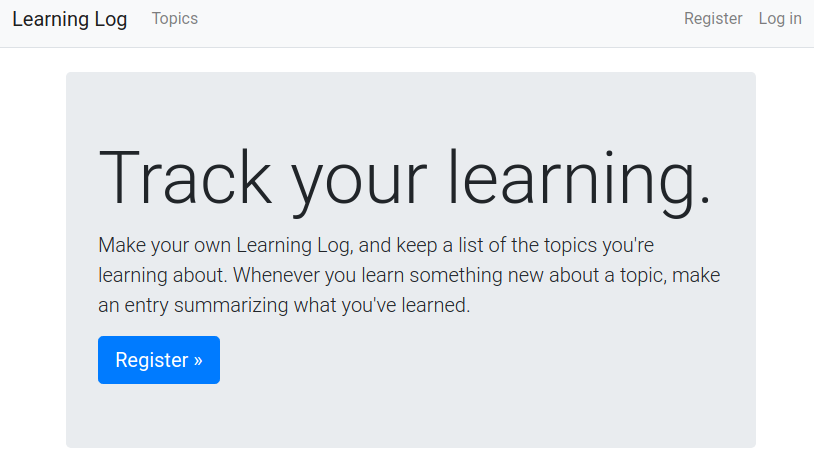 Learning Log Topics Register Log in
Track your learning.
Make your own Learning Log, and keep a list of the topics you're
learning about. Whenever you learn something new about a topic, make
an entry summarizing what you've learned.
Register »